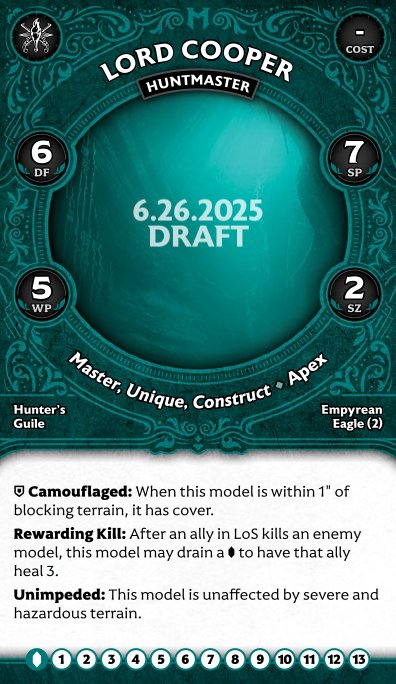 -
COST
LORD COOPER
HUNTMASTER
6
DF
7
SP
6.26.2025
DRAFT
5
WP
2
SZ
Master, Unique, Construct ◆ Apex
Hunter's
Guile
Empyrean
Eagle (2)
Camouflaged: When this model is within 1" of
blocking terrain, it has cover.
Rewarding Kill: After an ally in LoS kills an enemy
model, this model may drain a to have that ally
heal 3.
Unimpeded: This model is unaffected by severe and
hazardous terrain.
1 2 3 4 5 6 7 8 9 10 11 12 13